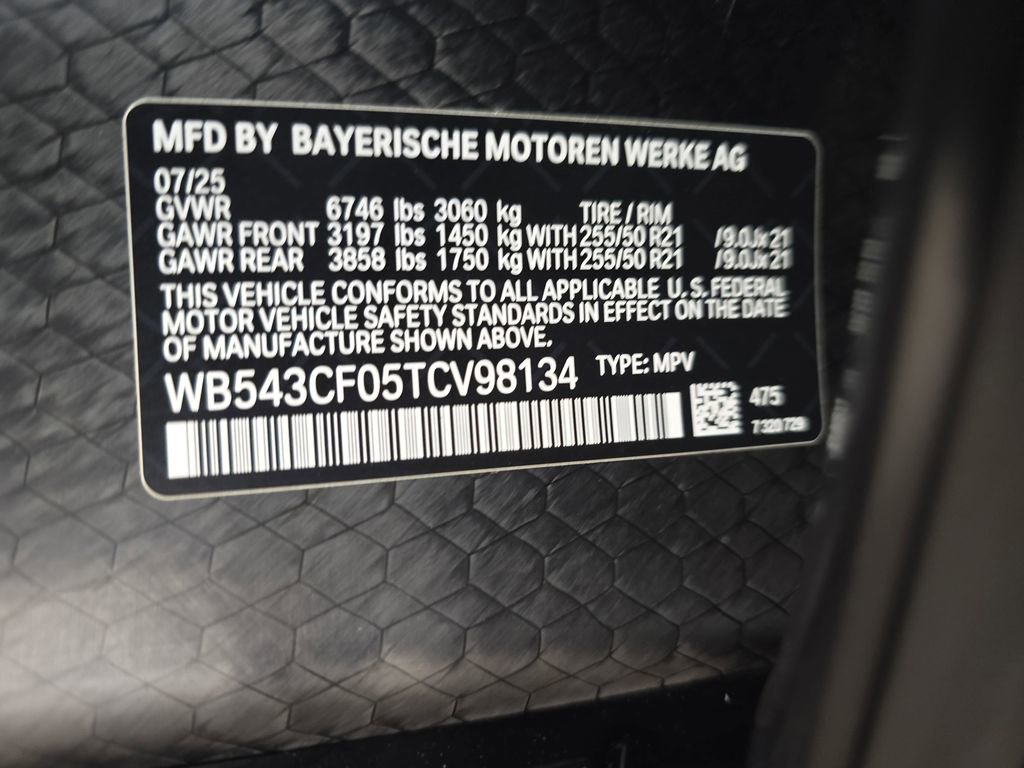 MFD BY BAYERISCHE MOTOREN WERKE AG
07/25
GVWR 6746 lbs 3060 kg TIRE / RIM
GAWR FRONT 3197 lbs 1450 kg WITH 255/50 R21 /9.0Jx21
GAWR REAR 3858 lbs 1750 kg WITH 255/50 R21 /9.0Jx21
THIS VEHICLE CONFORMS TO ALL APPLICABLE U.S. FEDERAL
MOTOR VEHICLE SAFETY STANDARDS IN EFFECT ON THE DATE
OF MANUFACTURE SHOWN ABOVE.
WB543CF05TCV98134 TYPE: MPV
475
7 320 729